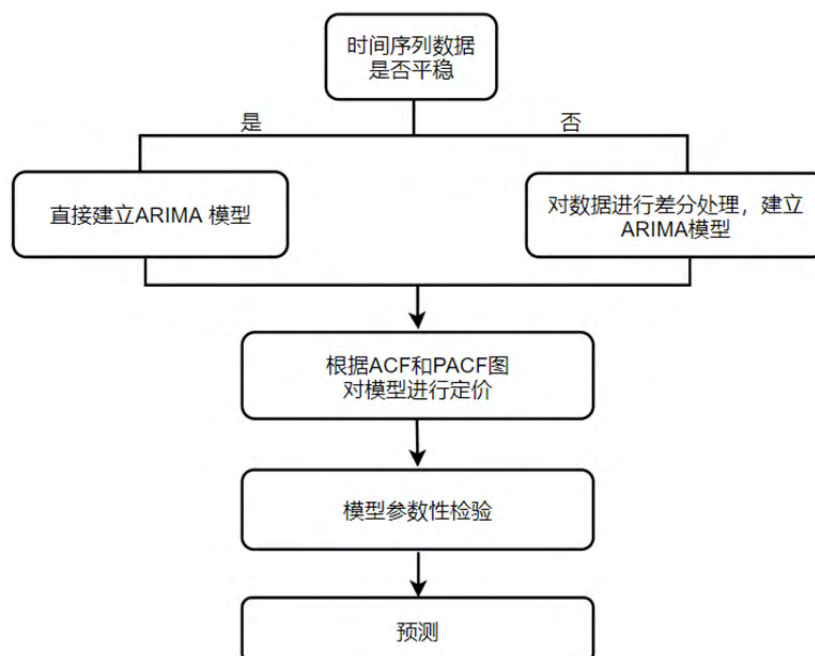 时间序列数据
是否平稳
是
否
直接建立ARIMA 模型
对数据进行差分处理，建立
ARIMA模型
根据ACF和PACF图
对模型进行定价
模型参数性检验
预测